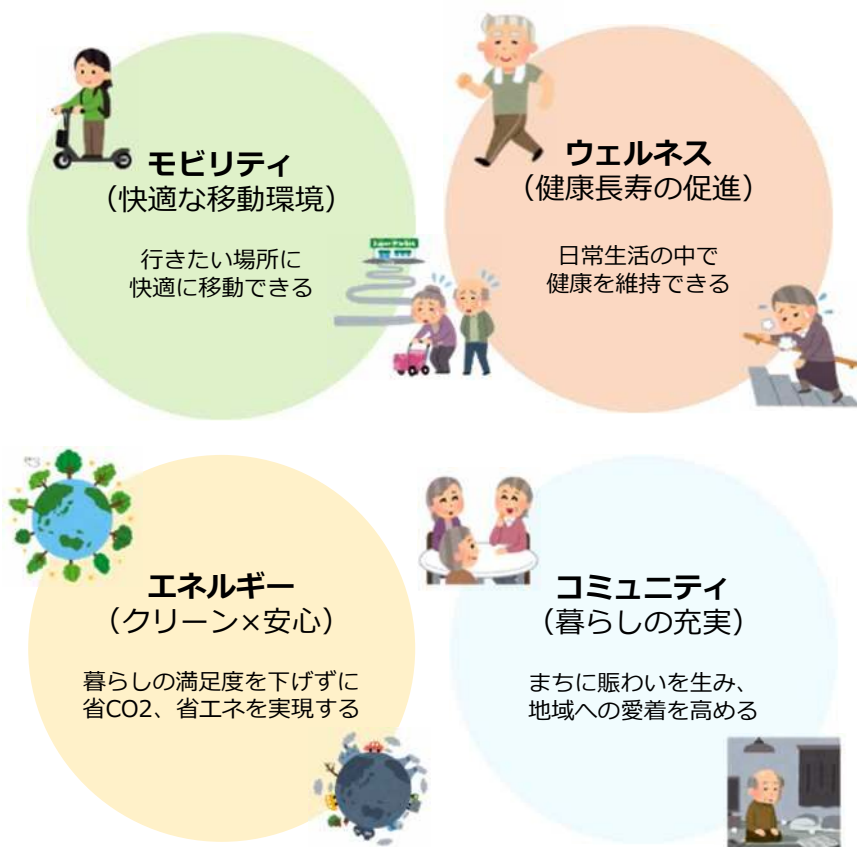 モビリティ
（快適な移動環境）
行きたい場所に
快適に移動できる
Super Market
ウェルネス
（健康長寿の促進）
日常生活の中で
健康を維持できる
エネルギー
（クリーン×安心）
暮らしの満足度を下げずに
省CO2、省エネを実現する
コミュニティ
（暮らしの充実）
まちに賑わいを生み、
地域への愛着を高める